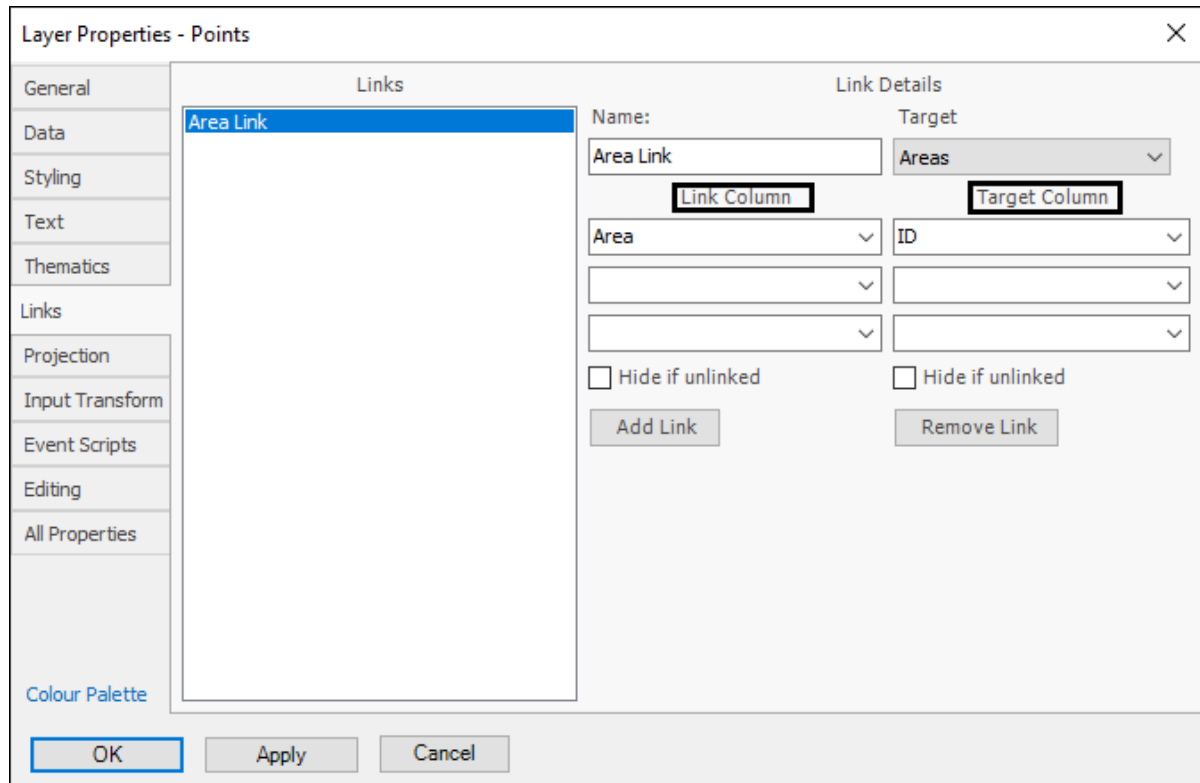 Layer Properties - Points
General
Data
Styling
Text
Thematics
Links
Projection
Input Transform
Event Scripts
Editing
All Properties
Colour Palette
Links
Area Link
Link Details
Name: Target
Area Link Areas
Link Column Target Column
Area ID
Hide if unlinked Hide if unlinked
Add Link Remove Link
OK Apply Cancel